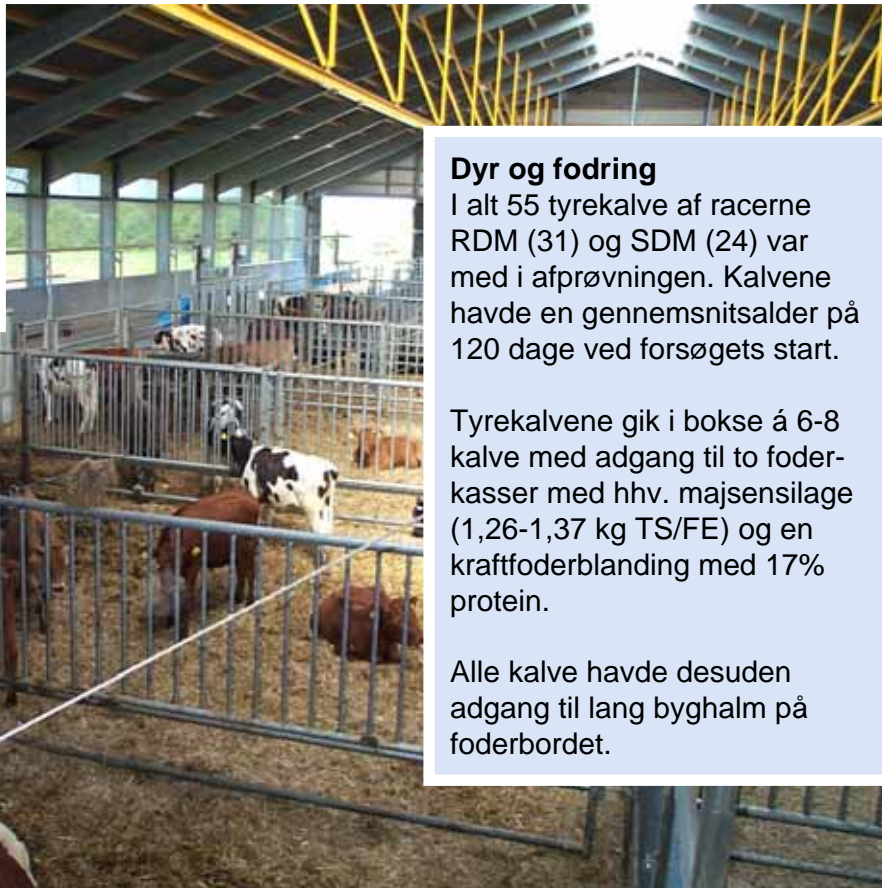 Dyr og fodring
I alt 55 tyrekalve af racerne
RDM (31) og SDM (24) var
med i afprøvningen. Kalvene
havde en gennemsnitsalder på
120 dage ved forsøgets start.
Tyrekalvene gik i bokse á 6-8
kalve med adgang til to foder-
kasser med hhv. majsensilage
(1,26-1,37 kg TS/FE) og en
kraftfoderblanding med 17%
protein.
Alle kalve havde desuden
adgang til lang byghalm på
foderbordet.